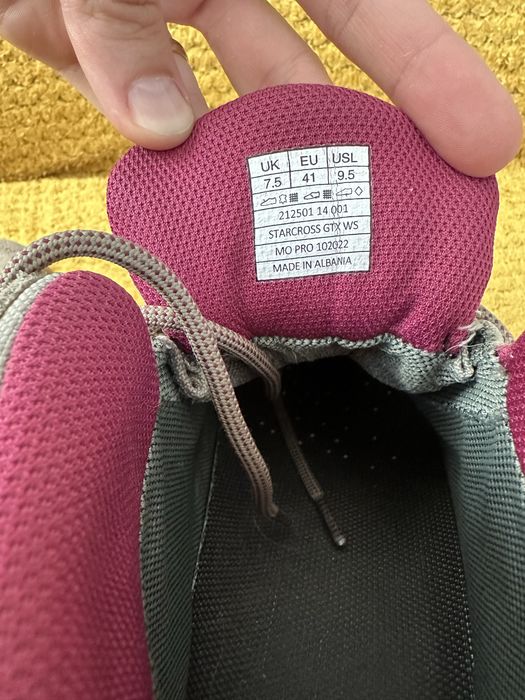 UK EU USL
7.5 41 9.5
212501 14.001
STARCROSS GTX WS
MO PRO 102022
MADE IN ALBANIA